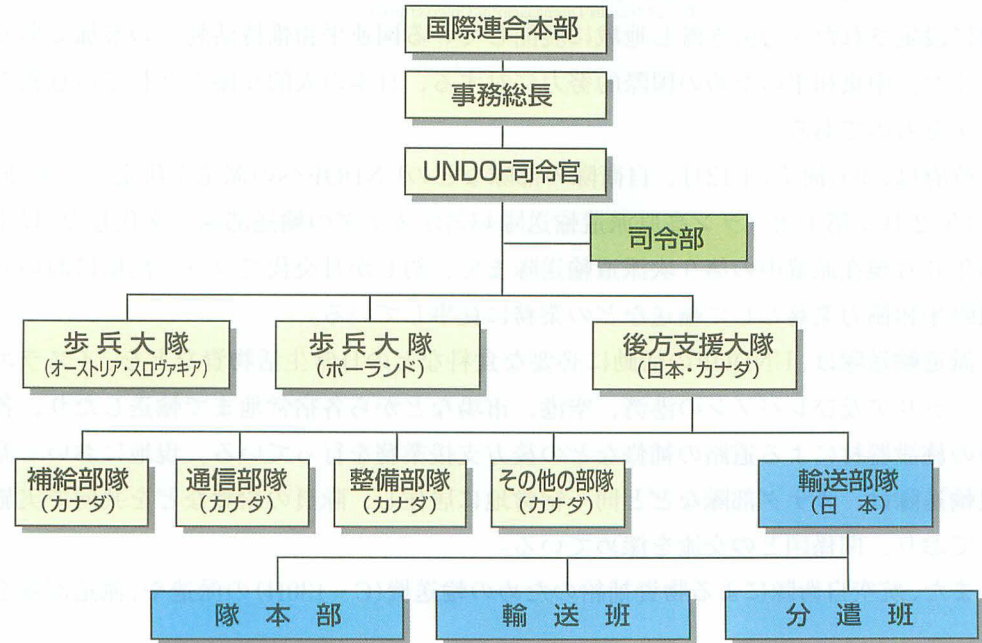 国際連合本部
事務総長
UNDOF司令官
司令部
歩兵大隊
(オーストリア・スロヴァキア)
歩兵大隊
(ポーランド)
後方支援大隊
(日本・カナダ)
補給部隊
(カナダ)
通信部隊
(カナダ)
整備部隊
(カナダ)
その他の部隊
(カナダ)
輸送部隊
(日 本)
隊本部
輸送班
分遣班